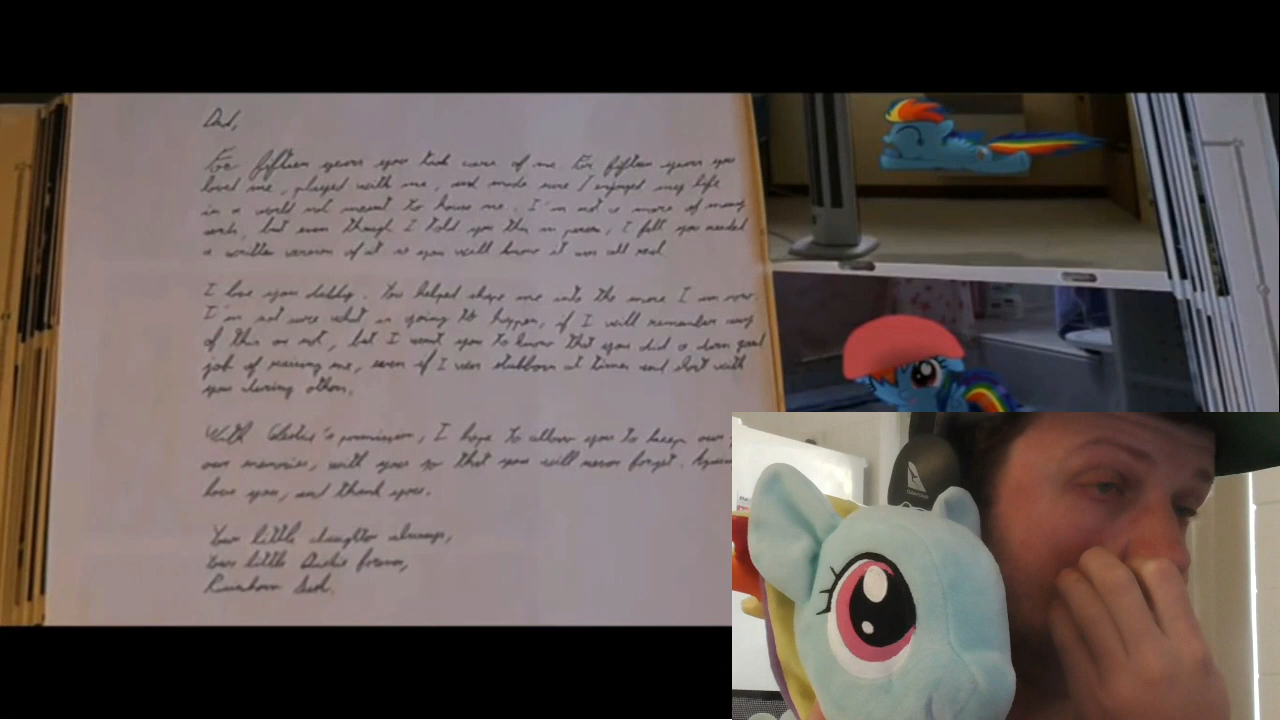 Dad,
For fifteen years you took care of me. For fifteen years you
loved me, played with me, and made sure I enjoyed my life
in a world not meant to house me. I'm not a mare of many
words, but even though I told you this in person, I felt you needed
a written version of it so you will know it was all real.
I love you daddy. You helped shape me into the mare I am now.
I'm not sure what is going to happen, if I will remember any
of this or not, but I want you to know that you did a darn good
job of raising me, even if I was stubborn at times and short with
you during others.
With Celestia's permission, I hope to allow you to keep our
our memories, with you so that you will never forget.
love you, and thank you.
Your little daughter always,
Your little Dashie forever,
Rainbow Dash.